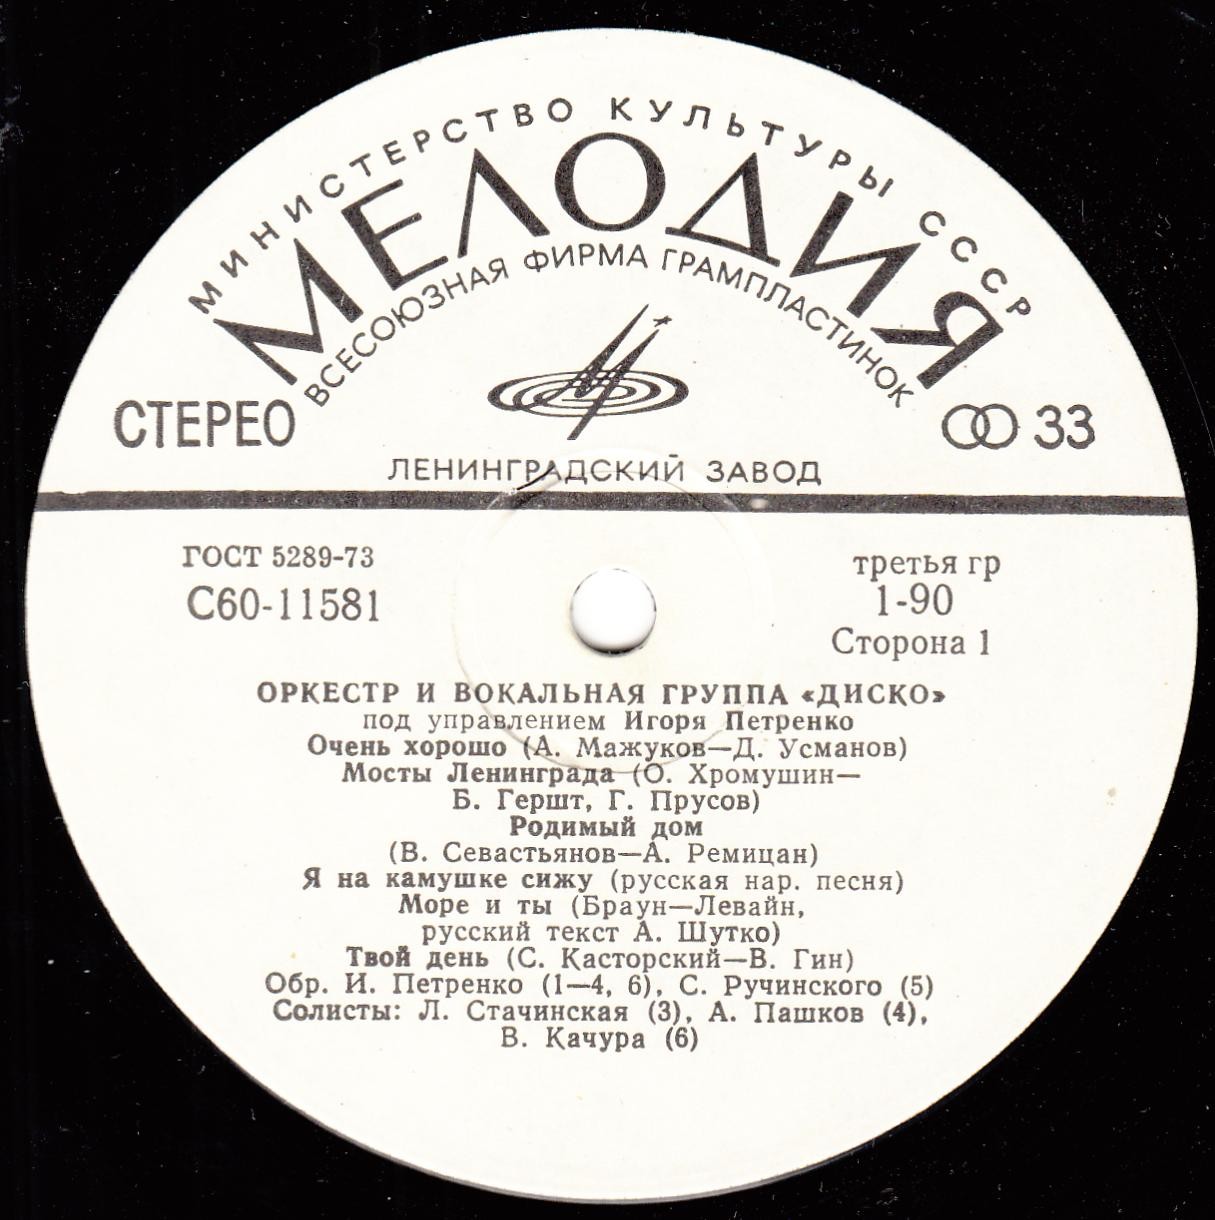 МИНИСТЕРСТВО КУЛЬТУРЫ СССР
МЕЛОДИЯ
ВСЕСОЮЗНАЯ ФИРМА ГРАМПЛАСТИНОК
СТЕРЕО
33
ЛЕНИНГРАДСКИЙ ЗАВОД
ГОСТ 5289-73
С60-11581
третья гр
1-90
Сторона 1
ОРКЕСТР И ВОКАЛЬНАЯ ГРУППА «ДИСКО»
под управлением Игоря Петренко
Очень хорошо (А. Мажуков—Д. Усманов)
Мосты Ленинграда (О. Хромушин—
Б. Гершт, Г. Прусов)
Родимый дом
(В. Севастьянов—А. Ремицан)
Я на камушке сижу (русская нар. песня)
Море и ты (Браун—Левайн,
русский текст А. Шутко)
Твой день (С. Касторский—В. Гин)
Обр. И. Петренко (1—4, 6), С. Ручинского (5)
Солисты: Л. Стачинская (3), А. Пашков (4),
В. Качура (6)